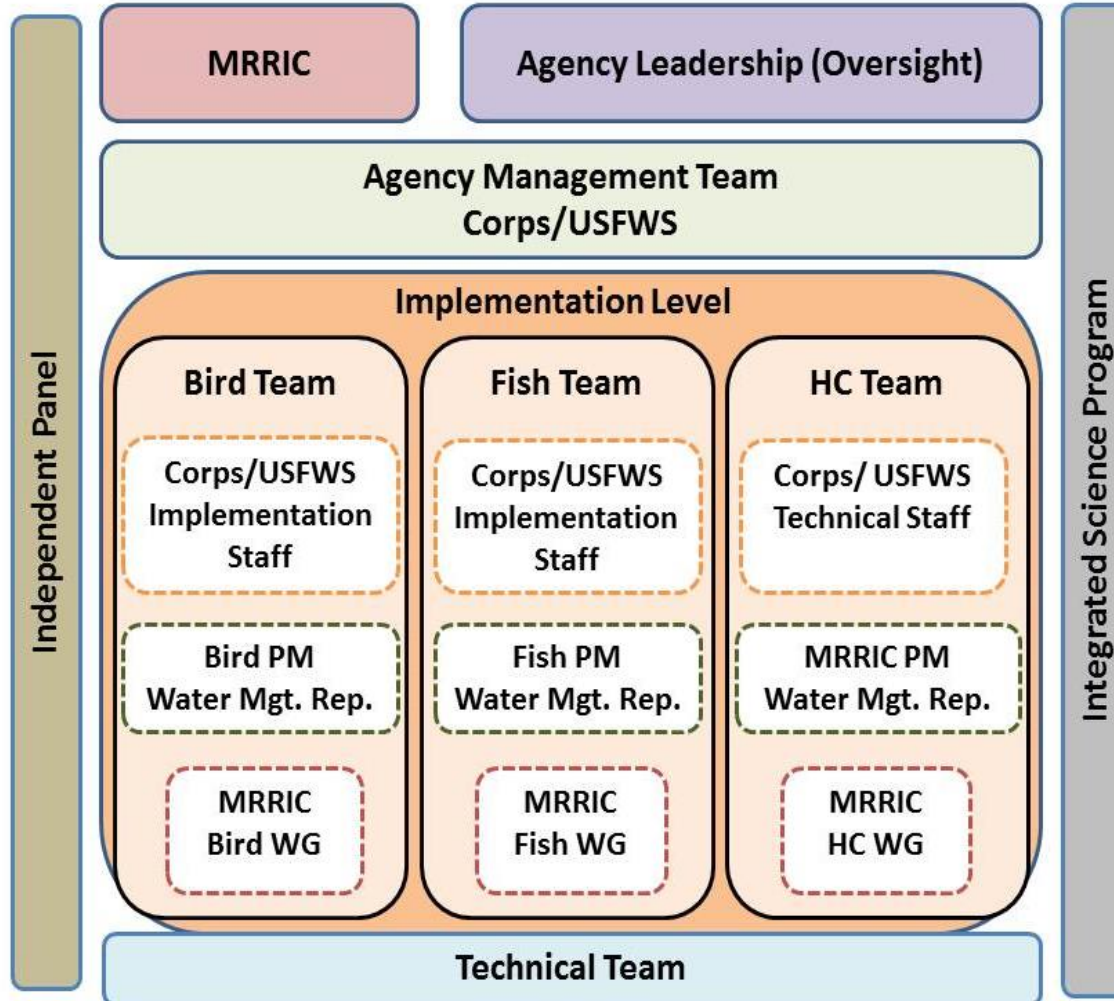 Independent Panel
MRRIC
Agency Leadership (Oversight)
Agency Management Team
Corps/USFWS
Implementation Level
Bird Team
Corps/USFWS
Implementation
Staff
Bird PM
Water Mgt. Rep.
MRRIC
Bird WG
Fish Team
Corps/USFWS
Implementation
Staff
Fish PM
Water Mgt. Rep.
MRRIC
Fish WG
HC Team
Corps/ USFWS
Technical Staff
MRRIC PM
Water Mgt. Rep.
MRRIC
HC WG
Technical Team
Integrated Science Program